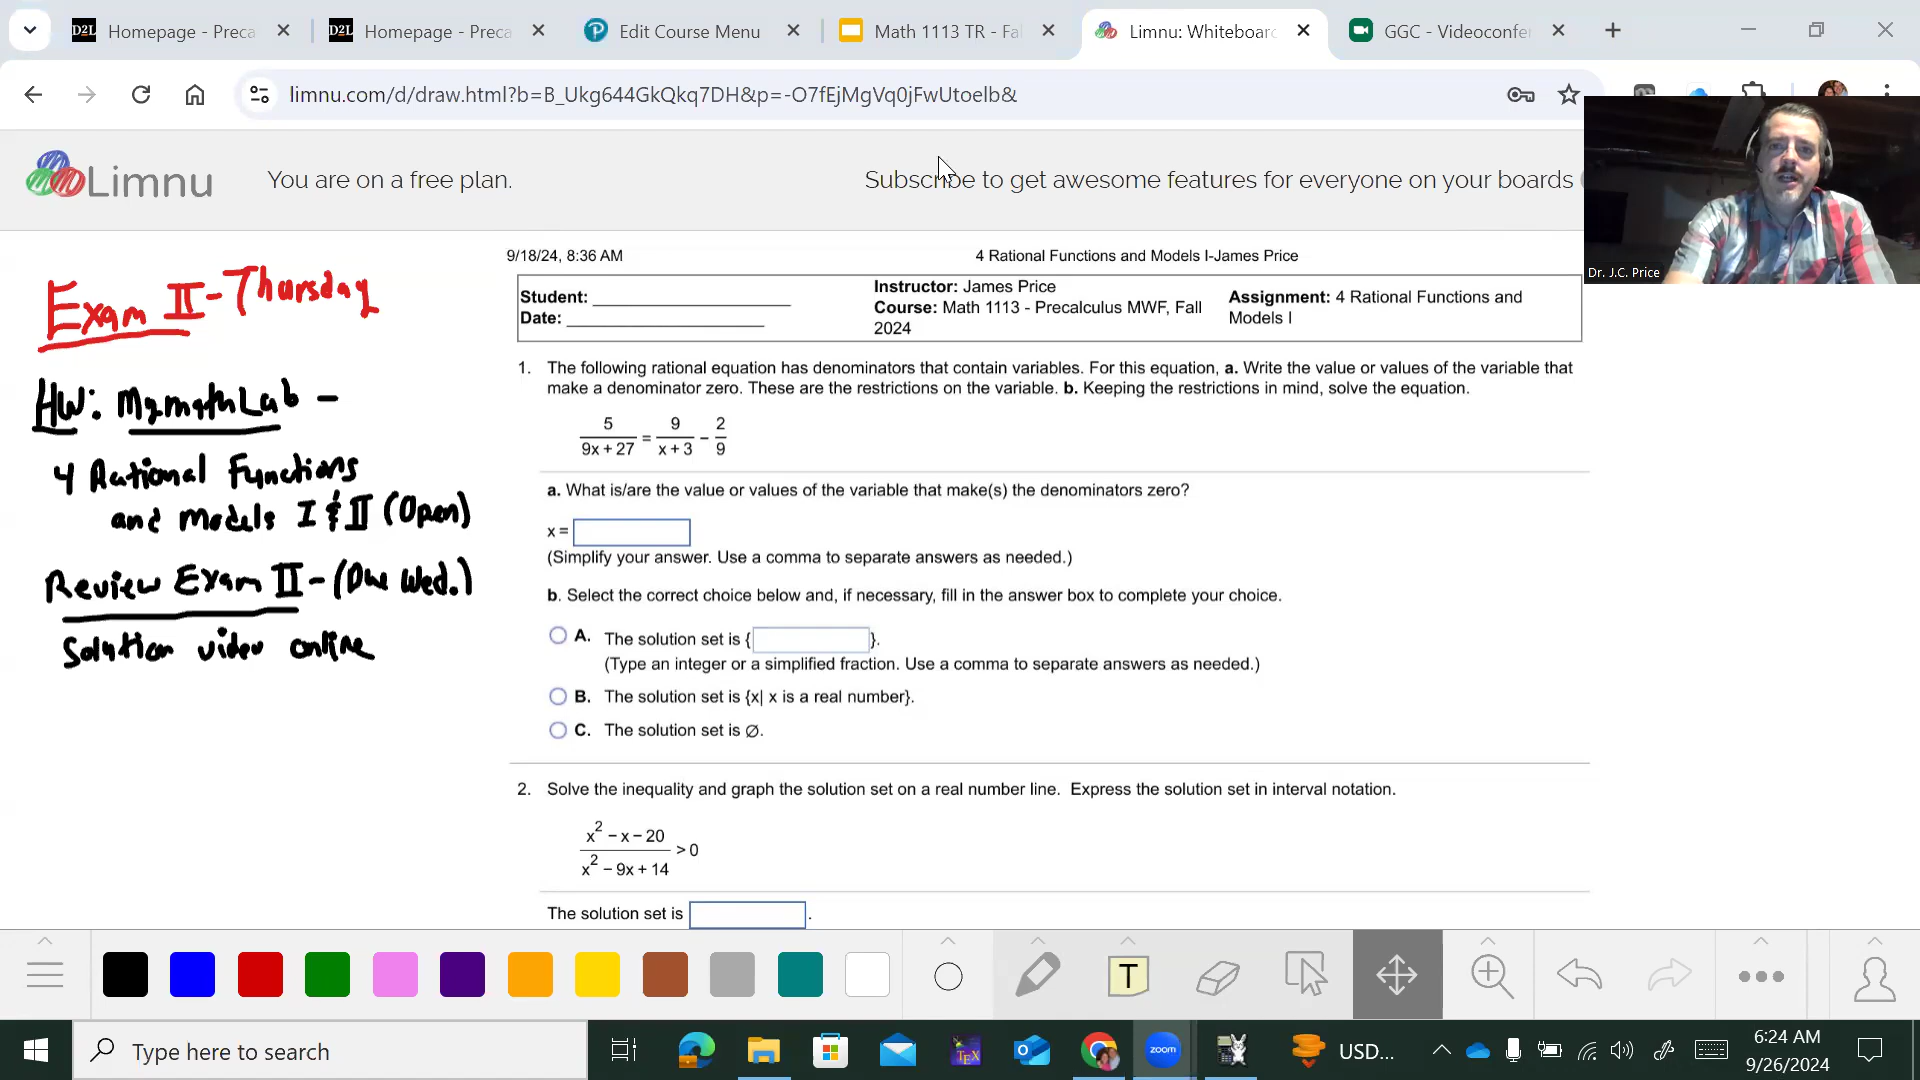 Homepage - Preca
Homepage - Preca
Edit Course Menu
Math 1113 TR - Fal
Limnu: Whiteboard
GGC - Videoconfer
limnu.com/d/draw.html?b=B_Ukg644GkQkq7DH&p=-O7fEjMgVq0jFwUtoelb&
Limnu
You are on a free plan.
Subscribe to get awesome features for everyone on your boards
Dr. J.C. Price
Exam II - Thursday
HW: MymathLab -
4 Rational Functions
and Models I & II (Open)
Review Exam II - (Due Wed.)
Solution video online
9/18/24, 8:36 AM
4 Rational Functions and Models I-James Price
Student:
Date:
Instructor: James Price
Course: Math 1113 - Precalculus MWF, Fall
2024
Assignment: 4 Rational Functions and
Models I
1. The following rational equation has denominators that contain variables. For this equation, a. Write the value or values of the variable that
make a denominator zero. These are the restrictions on the variable. b. Keeping the restrictions in mind, solve the equation.
5/(9x + 27) = 9/(x + 3) − 2/9
a. What is/are the value or values of the variable that make(s) the denominators zero?
x =
(Simplify your answer. Use a comma to separate answers as needed.)
b. Select the correct choice below and, if necessary, fill in the answer box to complete your choice.
A. The solution set is { }.
(Type an integer or a simplified fraction. Use a comma to separate answers as needed.)
B. The solution set is {x| x is a real number}.
C. The solution set is ∅.
2. Solve the inequality and graph the solution set on a real number line. Express the solution set in interval notation.
(x² − x − 20)/(x² − 9x + 14) > 0
The solution set is .
T
Type here to search
TEX
zoom
USD...
6:24 AM
9/26/2024